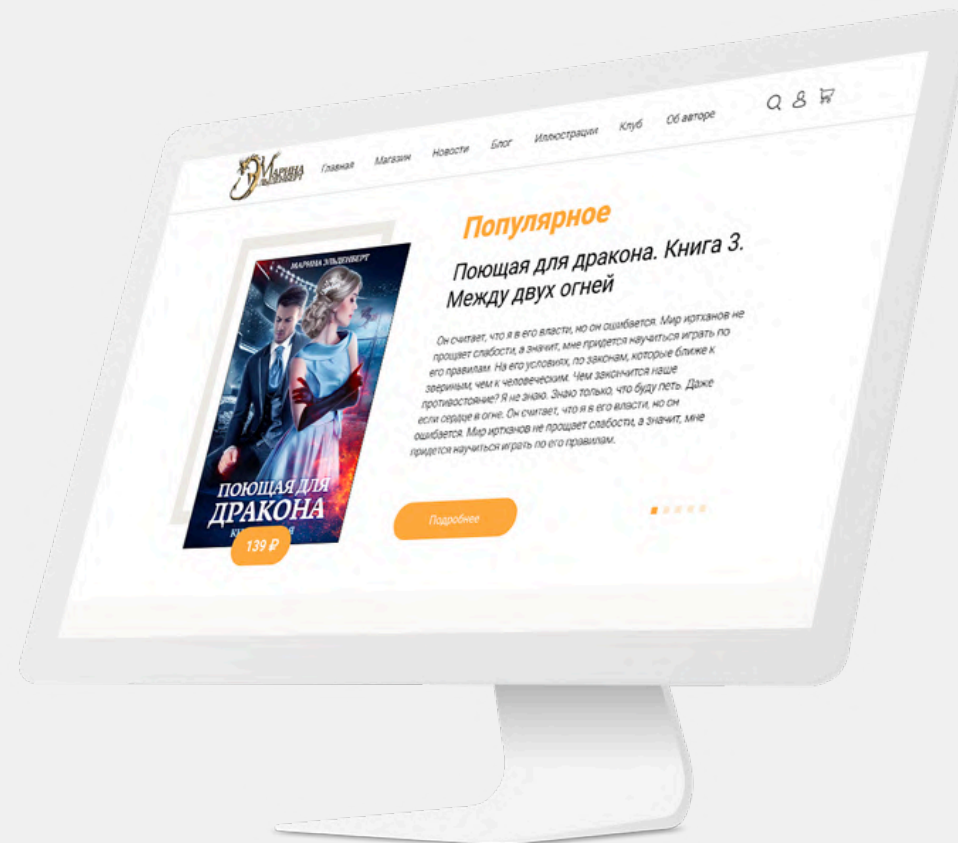 МАРИНА
ЭЛЬДЕНБЕРТ
Главная Магазин Новости Блог Иллюстрации Клуб Об авторе
Популярное
Поющая для дракона. Книга 3.
Между двух огней
Он считает, что я в его власти, но он ошибается. Мир иртханов не
прощает слабости, а значит, мне придется научиться играть по
его правилам. На его условиях, по законам, которые ближе к
звериным, чем к человеческим. Чем закончится наше
противостояние? Я не знаю. Знаю только, что буду петь. Даже
если сердце в огне. Он считает, что я в его власти, но он
ошибается. Мир иртханов не прощает слабости, а значит, мне
придется научиться играть по его правилам.
Подробнее
МАРИНА ЭЛЬДЕНБЕРТ
ПОЮЩАЯ ДЛЯ
ДРАКОНА
139 ₽